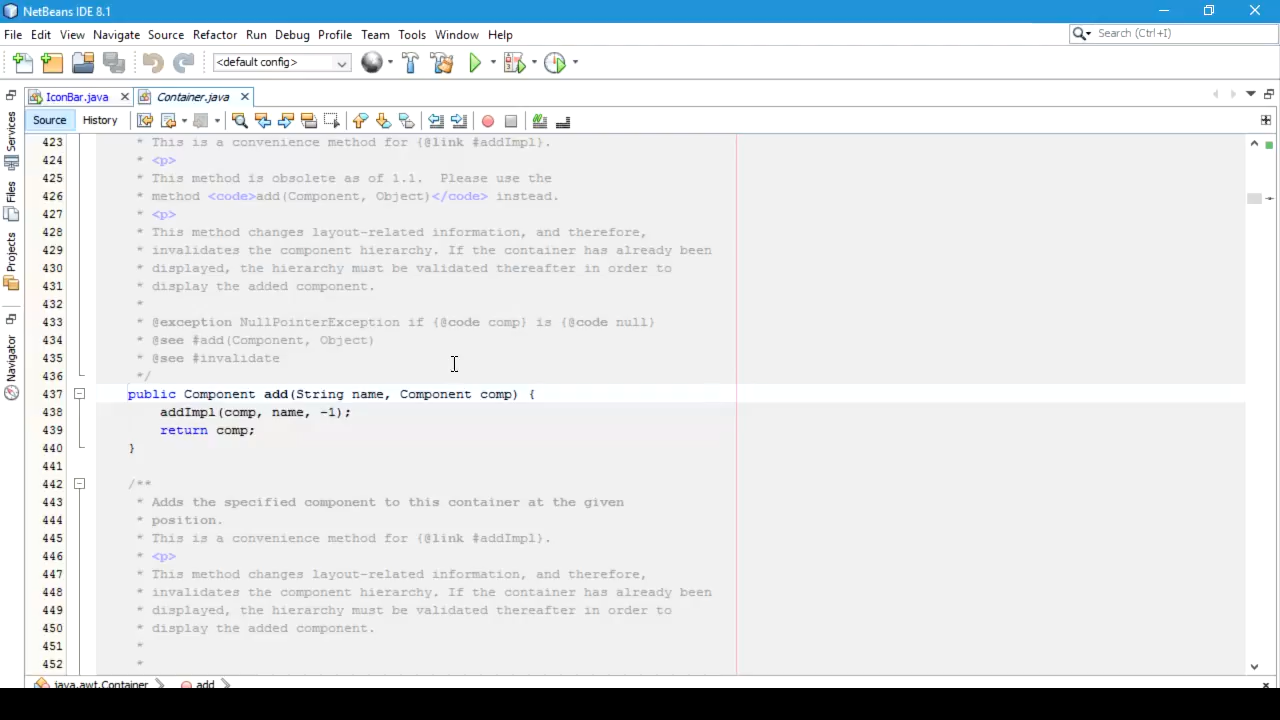 NetBeans IDE 8.1
File Edit View Navigate Source Refactor Run Debug Profile Team Tools Window Help
Search (Ctrl+I)
<default config>
IconBar.java
Container.java
Source History
Services
Files
Projects
Navigator
423 * This is a convenience method for {@link #addImpl}.
424 * <p>
425 * This method is obsolete as of 1.1.  Please use the
426 * method <code>add(Component, Object)</code> instead.
427 * <p>
428 * This method changes layout-related information, and therefore,
429 * invalidates the component hierarchy. If the container has already been
430 * displayed, the hierarchy must be validated thereafter in order to
431 * display the added component.
432 *
433 * @exception NullPointerException if {@code comp} is {@code null}
434 * @see #add(Component, Object)
435 * @see #invalidate
436 */
437 public Component add(String name, Component comp) {
438 addImpl(comp, name, -1);
439 return comp;
440 }
441
442 /**
443 * Adds the specified component to this container at the given
444 * position.
445 * This is a convenience method for {@link #addImpl}.
446 * <p>
447 * This method changes layout-related information, and therefore,
448 * invalidates the component hierarchy. If the container has already been
449 * displayed, the hierarchy must be validated thereafter in order to
450 * display the added component.
451 *
452 *
java.awt.Container
add